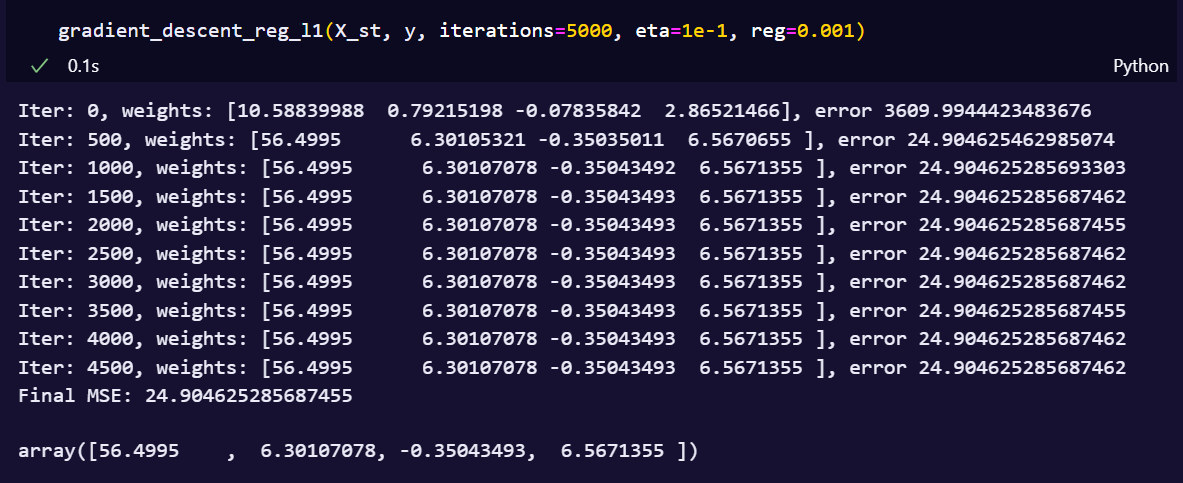 gradient_descent_reg_l1(X_st, y, iterations=5000, eta=1e-1, reg=0.001)
✓ 0.1s Python
Iter: 0, weights: [10.58839988  0.79215198 -0.07835842  2.86521466], error 3609.9944423483676
Iter: 500, weights: [56.4995      6.30105321 -0.35035011  6.5670655 ], error 24.904625462985074
Iter: 1000, weights: [56.4995      6.30107078 -0.35043492  6.5671355 ], error 24.904625285693303
Iter: 1500, weights: [56.4995      6.30107078 -0.35043493  6.5671355 ], error 24.904625285687462
Iter: 2000, weights: [56.4995      6.30107078 -0.35043493  6.5671355 ], error 24.904625285687455
Iter: 2500, weights: [56.4995      6.30107078 -0.35043493  6.5671355 ], error 24.904625285687462
Iter: 3000, weights: [56.4995      6.30107078 -0.35043493  6.5671355 ], error 24.904625285687462
Iter: 3500, weights: [56.4995      6.30107078 -0.35043493  6.5671355 ], error 24.904625285687455
Iter: 4000, weights: [56.4995      6.30107078 -0.35043493  6.5671355 ], error 24.904625285687462
Iter: 4500, weights: [56.4995      6.30107078 -0.35043493  6.5671355 ], error 24.904625285687462
Final MSE: 24.904625285687455
array([56.4995    ,  6.30107078, -0.35043493,  6.5671355 ])